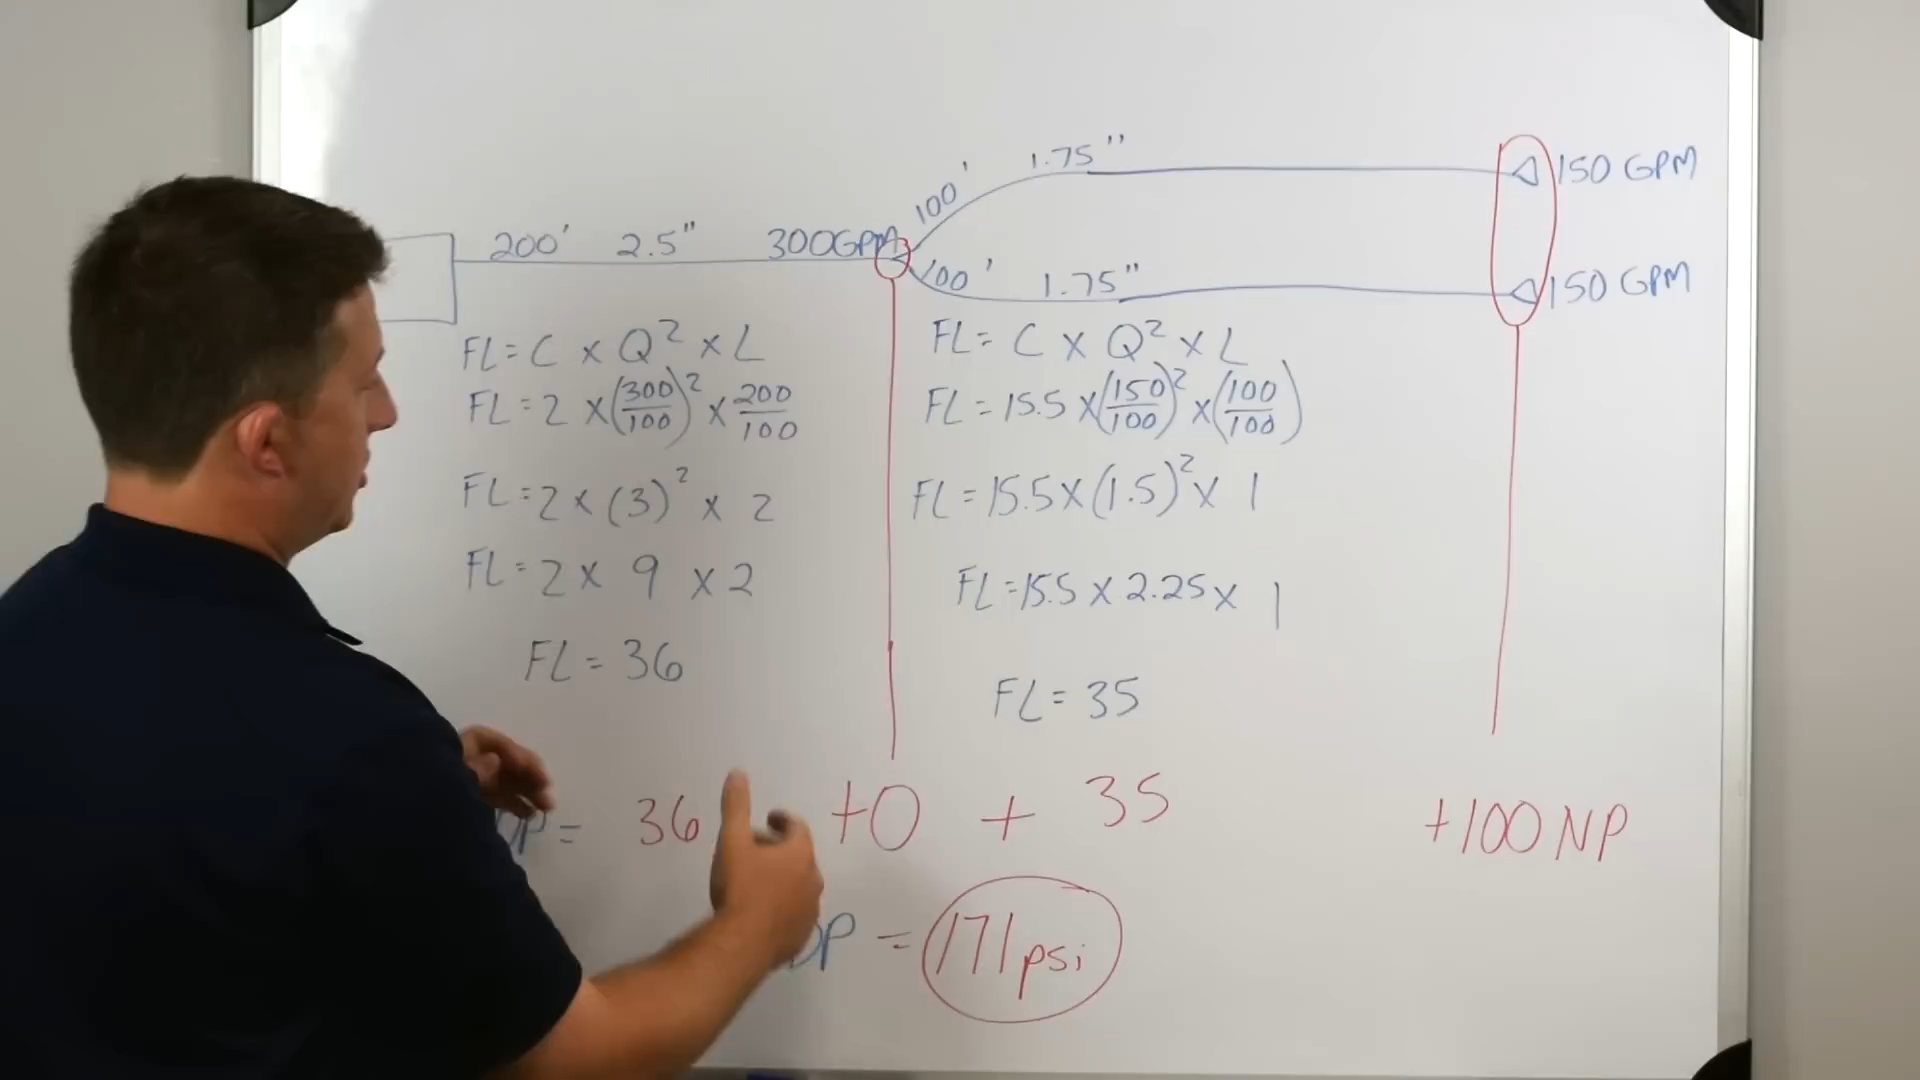 100' 1.75" 150 GPM
200' 2.5" 300GPM
100' 1.75" 150 GPM
FL= C x Q² x L
FL= 2 x (300/100)² x 200/100
FL= 2 x (3)² x 2
FL= 2 x 9 x 2
FL= 36
FL= C x Q² x L
FL= 15.5 x (150/100)² x (100/100)
FL= 15.5 x (1.5)² x 1
FL= 15.5 x 2.25 x 1
FL= 35
DP= 36 +0 + 35 +100 NP
DP = 171 psi